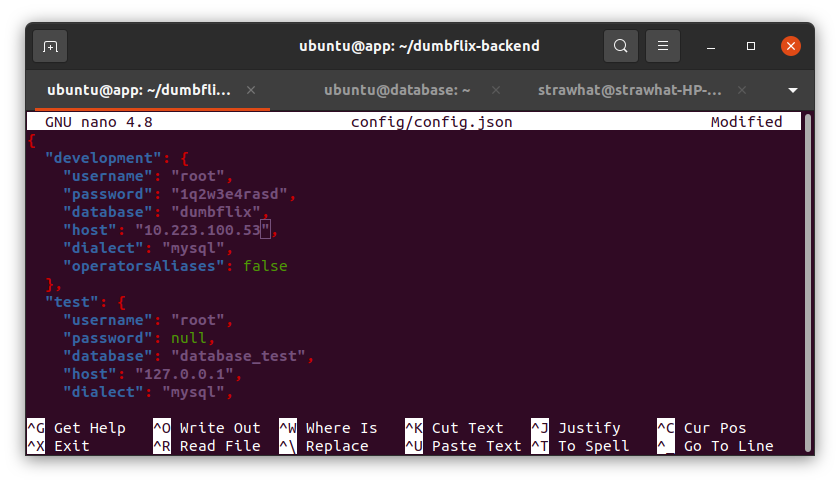 ubuntu@app: ~/dumbflix-backend
ubuntu@app: ~/dumbfli... × ubuntu@database: ~ × strawhat@strawhat-HP-... ×
GNU nano 4.8 config/config.json Modified
{
  "development": {
    "username": "root",
    "password": "1q2w3e4rasd",
    "database": "dumbflix",
    "host": "10.223.100.53",
    "dialect": "mysql",
    "operatorsAliases": false
  },
  "test": {
    "username": "root",
    "password": null,
    "database": "database_test",
    "host": "127.0.0.1",
    "dialect": "mysql",
^G Get Help ^O Write Out ^W Where Is ^K Cut Text ^J Justify ^C Cur Pos
^X Exit ^R Read File ^\ Replace ^U Paste Text ^T To Spell ^_ Go To Line